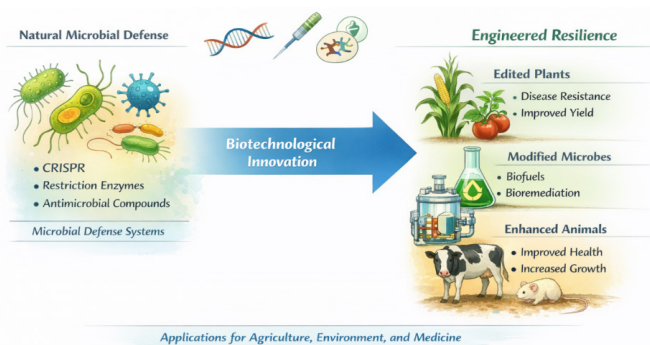 Natural Microbial Defense
• CRISPR
• Restriction Enzymes
• Antimicrobial Compounds
Microbial Defense Systems
Biotechnological
Innovation
Engineered Resilience
Edited Plants
• Disease Resistance
• Improved Yield
Modified Microbes
• Biofuels
• Bioremediation
Enhanced Animals
• Improved Health
• Increased Growth
Applications for Agriculture, Environment, and Medicine